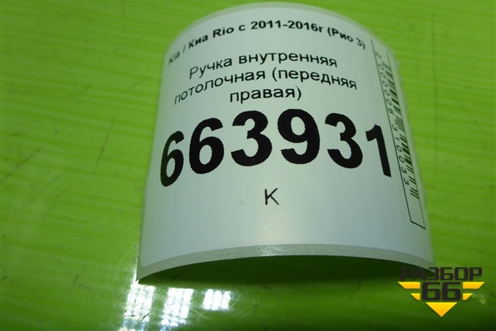 Kia / Киа Rio с 2011-2016г (Рио 3)
Ручка внутренняя
потолочная (передняя
правая)
663931
К
РАЗБОР
66